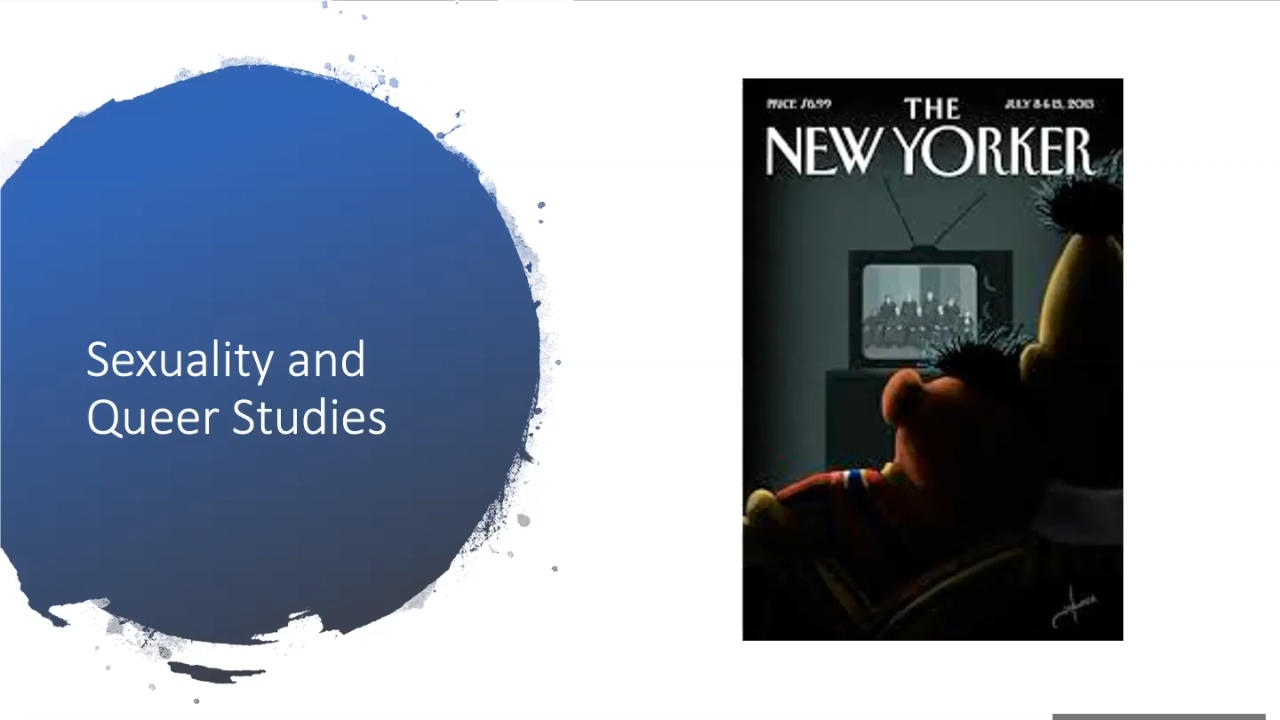 Sexuality and
Queer Studies
PRICE $6.99
THE
JULY 8 & 15, 2013
NEW YORKER